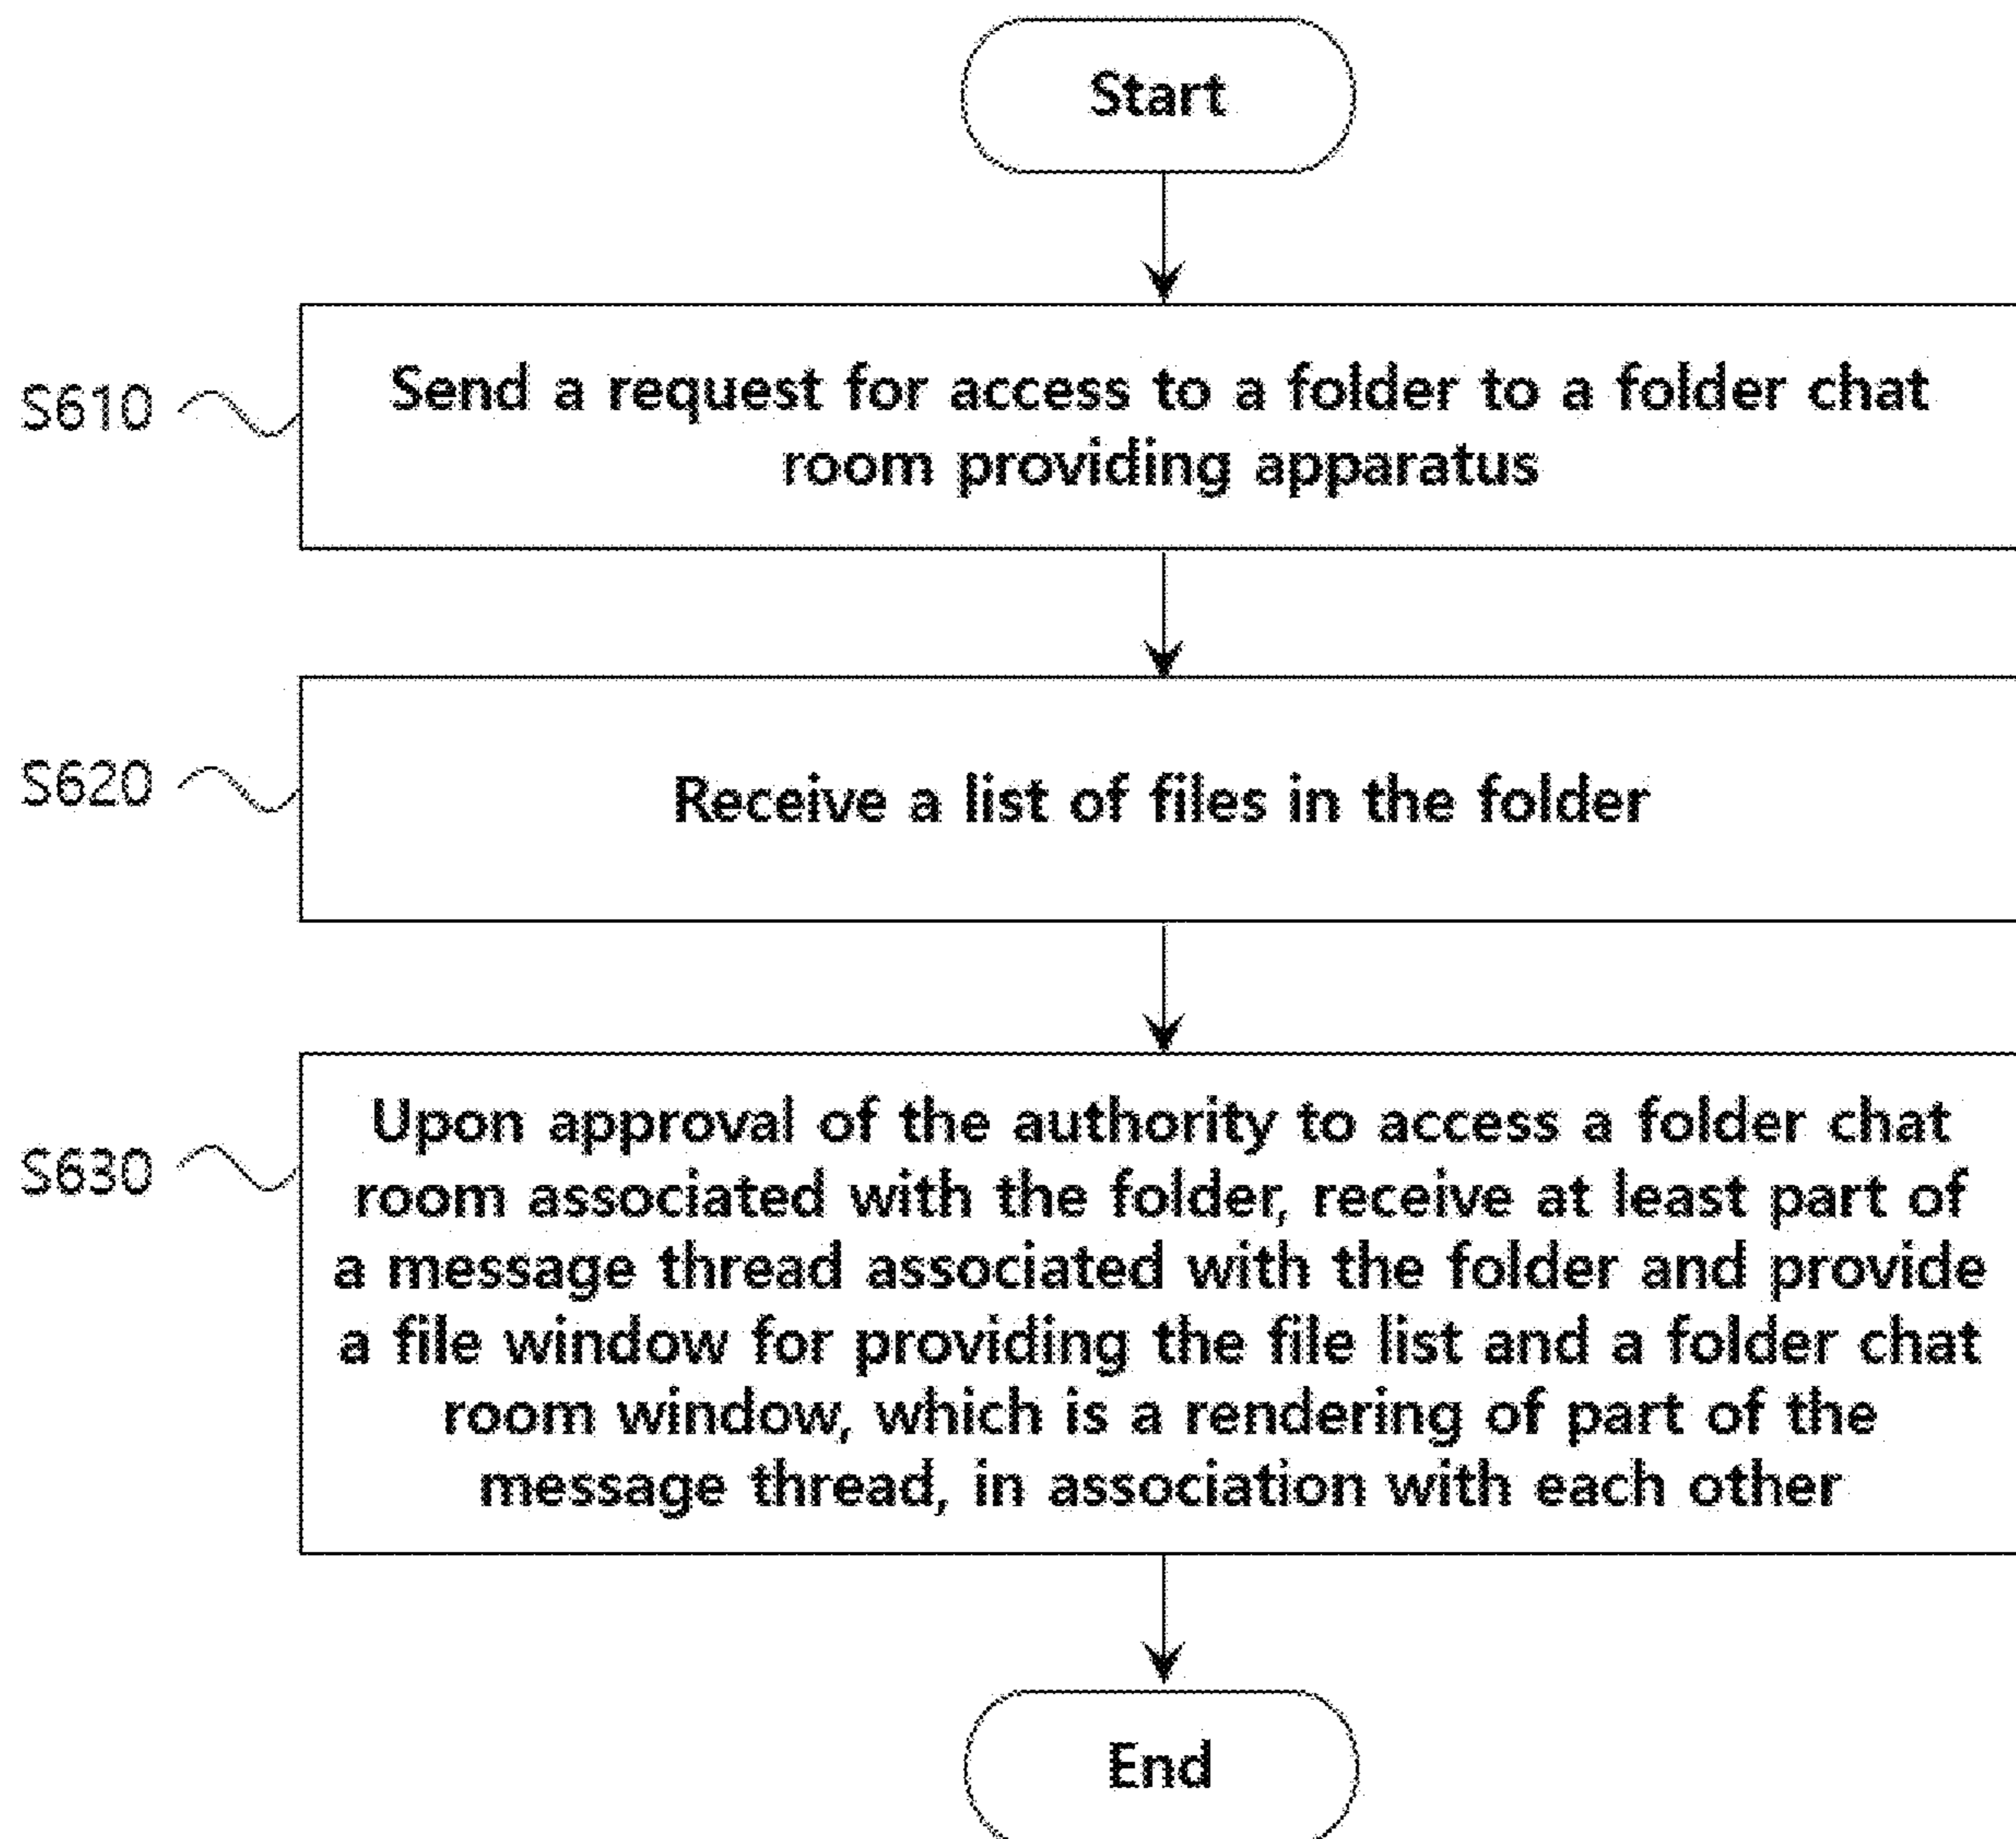 Start
S610
Send a request for access to a folder to a folder chat
room providing apparatus
S620
Receive a list of files in the folder
S630
Upon approval of the authority to access a folder chat
room associated with the folder, receive at least part of
a message thread associated with the folder and provide
a file window for providing the file list and a folder chat
room window, which is a rendering of part of the
message thread, in association with each other
End